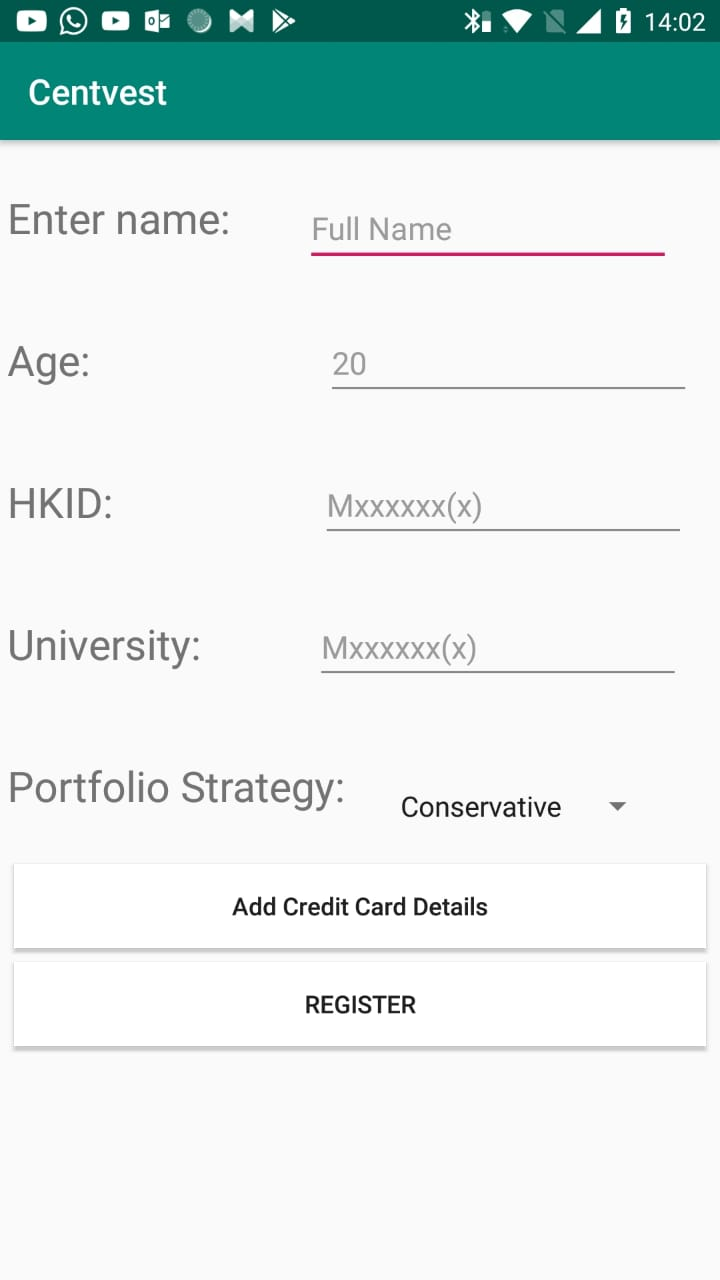 14:02
Centvest
Enter name: Full Name
Age: 20
HKID: Mxxxxxx(x)
University: Mxxxxxx(x)
Portfolio Strategy: Conservative
Add Credit Card Details
REGISTER